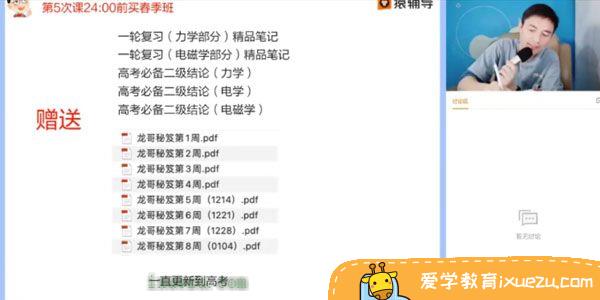 第5次课24:00前买春季班
猿辅导
一轮复习（力学部分）精品笔记
一轮复习（电磁学部分）精品笔记
高考必备二级结论（力学）
高考必备二级结论（电学）
高考必备二级结论（电磁学）
赠送
龙哥秘笈第1周.pdf
龙哥秘笈第2周.pdf
龙哥秘笈第3周.pdf
龙哥秘笈第4周.pdf
龙哥秘笈第5周（1214）.pdf
龙哥秘笈第6周（1221）.pdf
龙哥秘笈第7周（1228）.pdf
龙哥秘笈第8周（0104）.pdf
一直更新到高考
讨论区
暂无讨论
爱学教育ixuezu.com